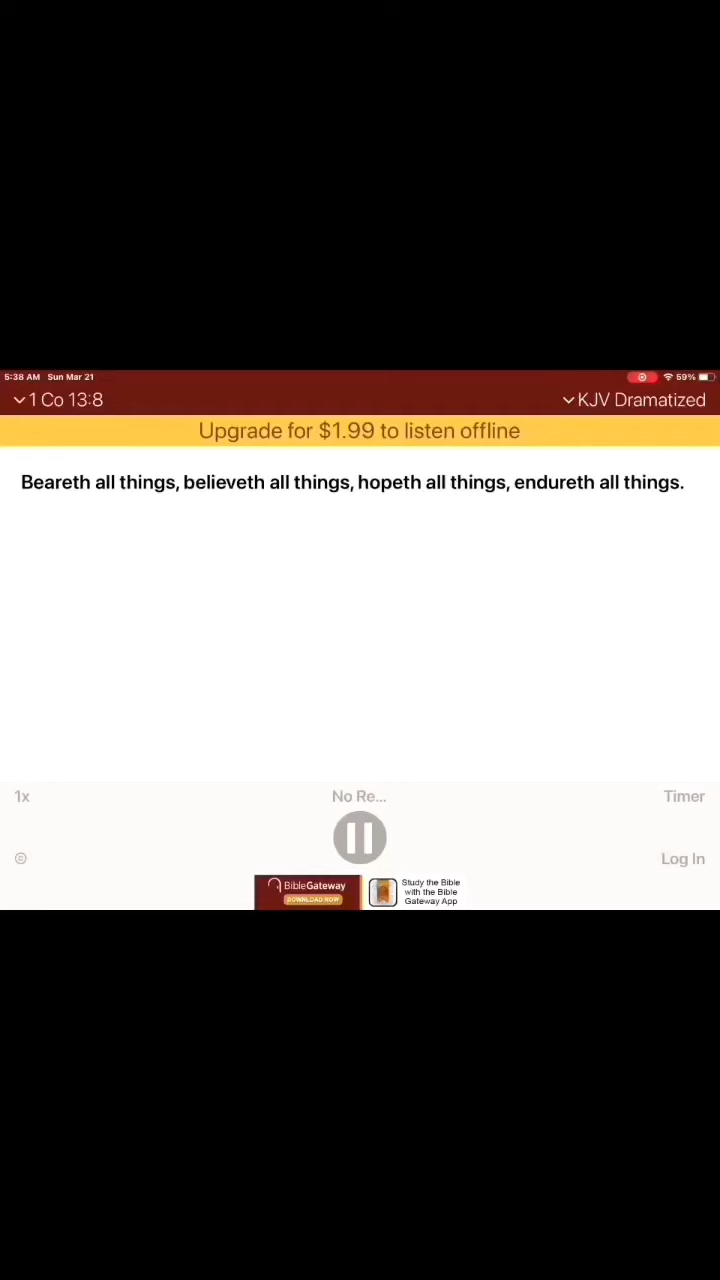 5:38 AM Sun Mar 21
59%
1 Co 13:8
KJV Dramatized
Upgrade for $1.99 to listen offline
Beareth all things, believeth all things, hopeth all things, endureth all things.
1x
No Re...
Timer
©
Log In
BibleGateway
DOWNLOAD NOW
Study the Bible
with the Bible
Gateway App